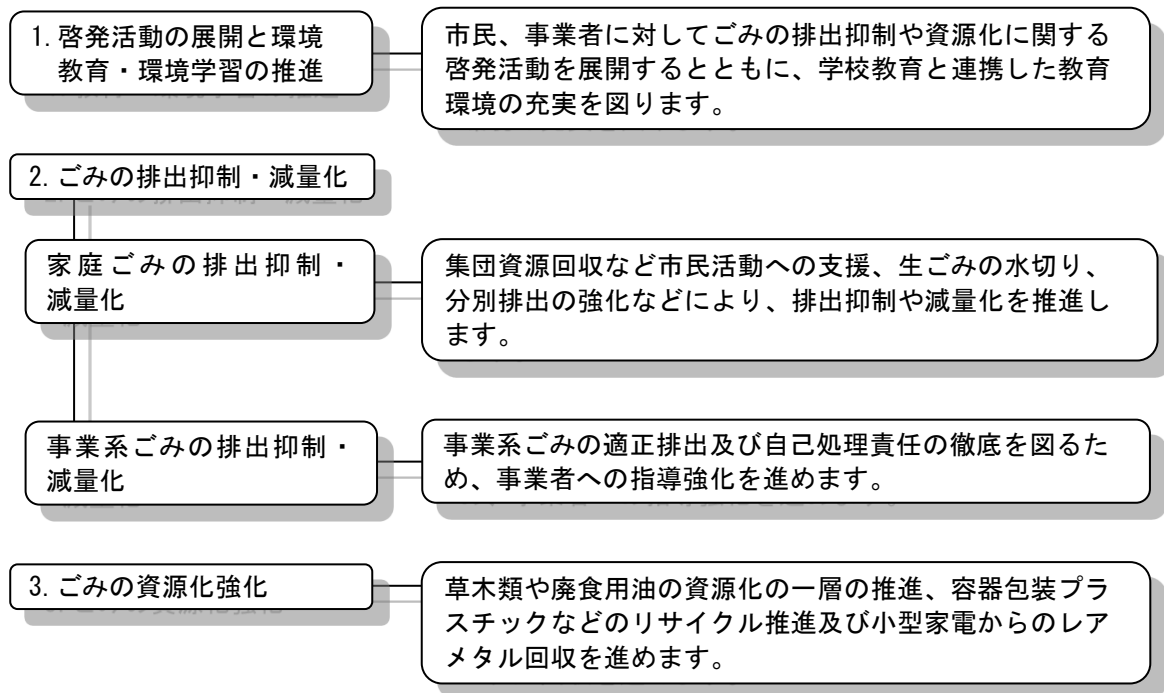 1. 啓発活動の展開と環境
教育・環境学習の推進
市民、事業者に対してごみの排出抑制や資源化に関する
啓発活動を展開するとともに、学校教育と連携した教育
環境の充実を図ります。
2. ごみの排出抑制・減量化
家庭ごみの排出抑制・
減量化
集団資源回収など市民活動への支援、生ごみの水切り、
分別排出の強化などにより、排出抑制や減量化を推進し
ます。
事業系ごみの排出抑制・
減量化
事業系ごみの適正排出及び自己処理責任の徹底を図るた
め、事業者への指導強化を進めます。
3. ごみの資源化強化
草木類や廃食用油の資源化の一層の推進、容器包装プラ
スチックなどのリサイクル推進及び小型家電からのレア
メタル回収を進めます。